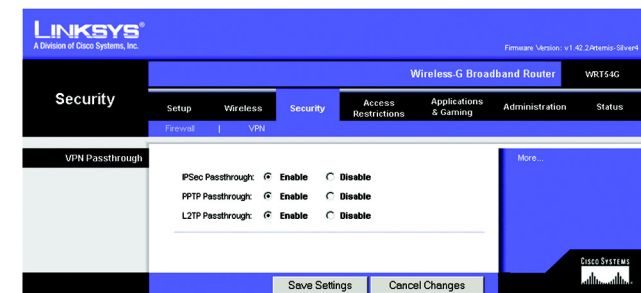 LINKSYS®
A Division of Cisco Systems, Inc.
Firmware Version: v1.42.2Artemis-Silver4
Wireless-G Broadband Router WRT54G
Security
Setup Wireless Security Access Restrictions Applications & Gaming Administration Status
Firewall | VPN
VPN Passthrough
More...
IPSec Passthrough: Enable Disable
PPTP Passthrough: Enable Disable
L2TP Passthrough: Enable Disable
CISCO SYSTEMS
Save Settings Cancel Changes